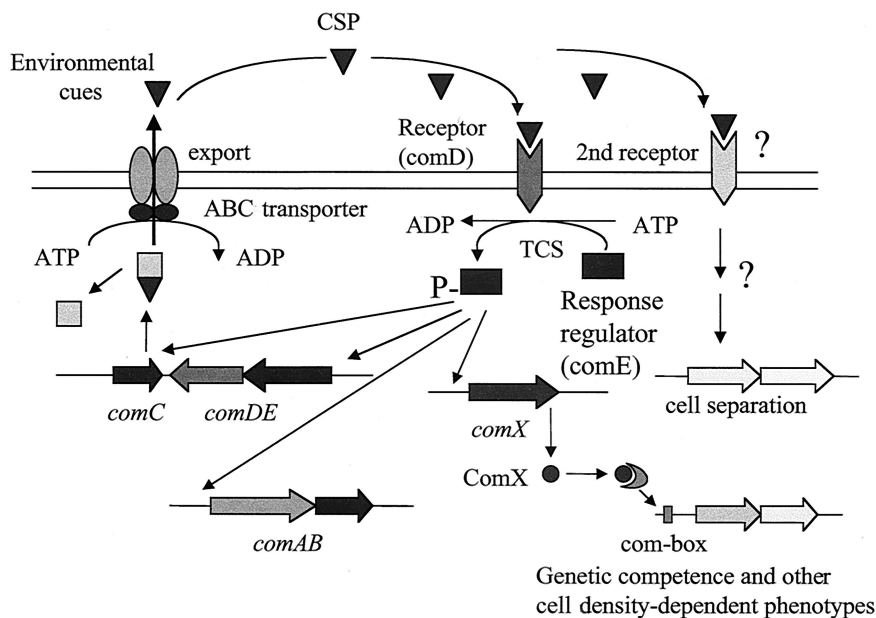 CSP
Environmental
cues
export
Receptor
(comD)
2nd receptor
?
ABC transporter
ATP
ADP
ADP
ATP
TCS
P-
Response
regulator
(comE)
?
comC
comDE
comX
cell separation
ComX
comAB
com-box
Genetic competence and other
cell density-dependent phenotypes